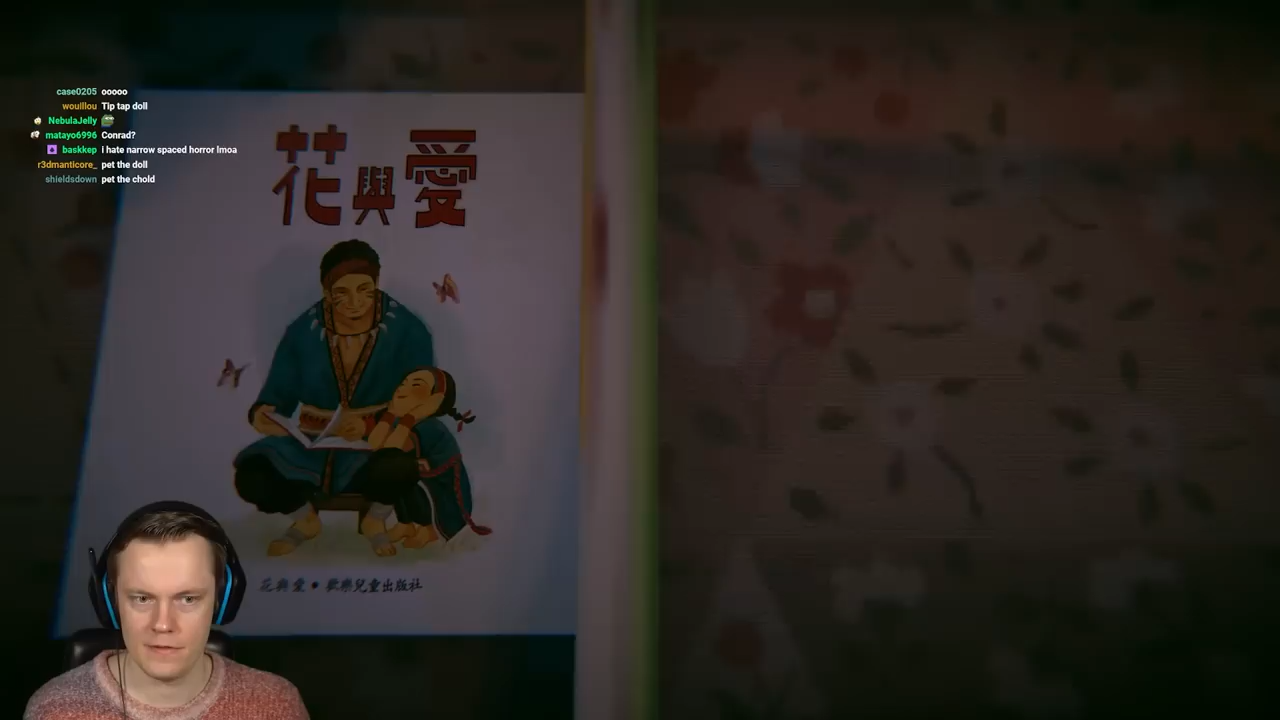 case0205 ooooo
wouillou Tip tap doll
NebulaJelly
matayo6996 Conrad?
baskkep i hate narrow spaced horror lmoa
r3dmanticore_ pet the doll
shieldsdown pet the chold
花與愛
花與愛•歡樂兒童出版社